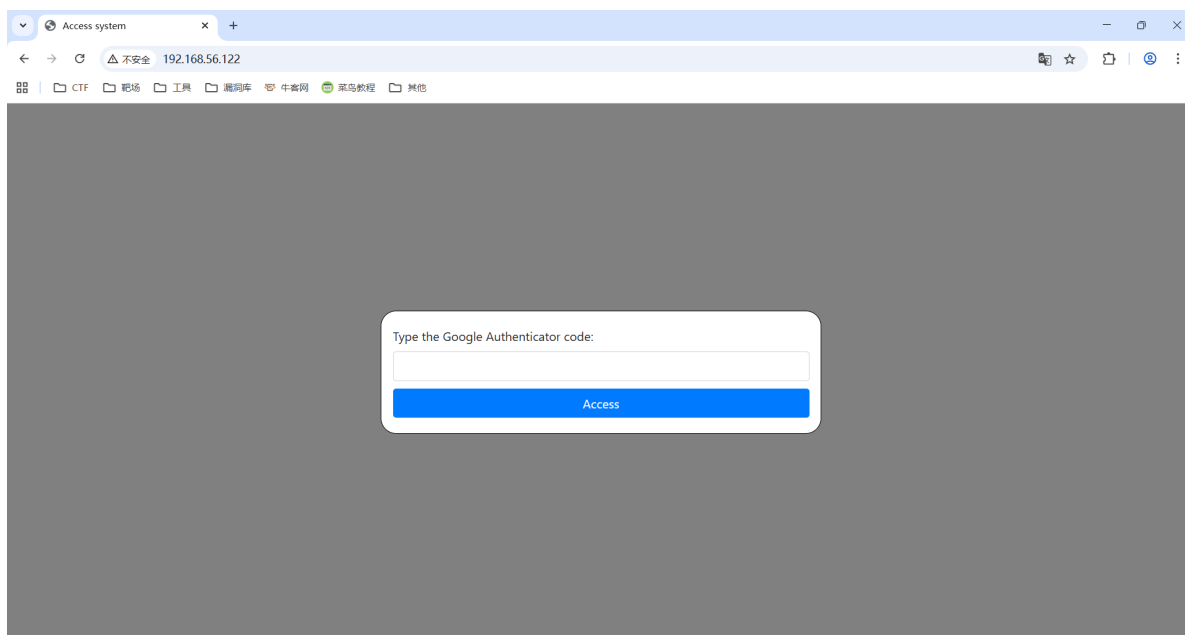 Access system
不安全 192.168.56.122
CTF 靶场 工具 漏洞库 牛客网 菜鸟教程 其他
Type the Google Authenticator code:
Access